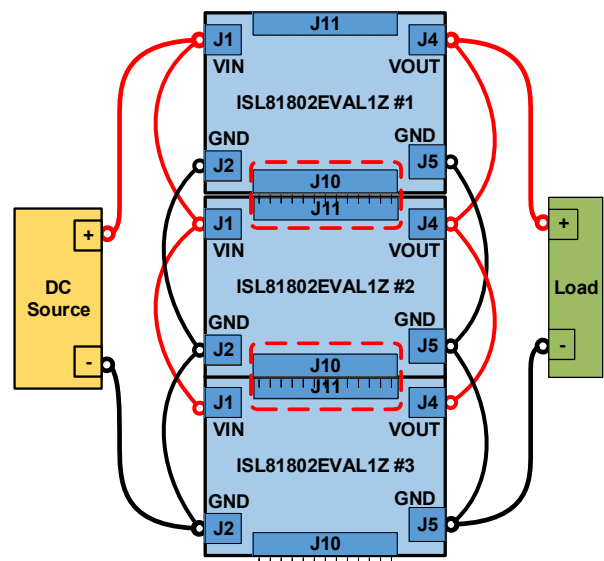 J11
J1
J4
VIN
VOUT
ISL81802EVAL1Z #1
GND
GND
J2
J5
J10
J11
J1
J4
VIN
VOUT
+
+
ISL81802EVAL1Z #2
DC
Source
Load
GND
GND
J2
J5
-
-
J10
J11
J1
J4
VIN
VOUT
ISL81802EVAL1Z #3
GND
GND
J2
J5
J10